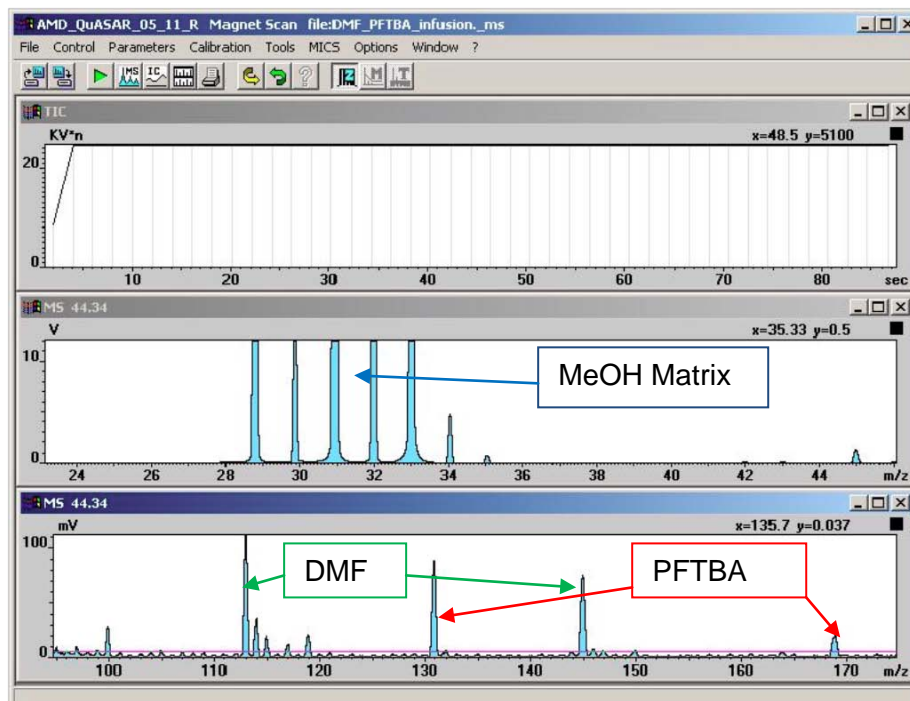 AMD_QuASAR_05_11_R Magnet Scan file:DMF_PFTBA_infusion._ms
File Control Parameters Calibration Tools MICS Options Window ?
TIC
KV*n x=48.5 y=5100
20
0
10 20 30 40 50 60 70 80 sec
MS 44.34
V x=35.33 y=0.5
10
MeOH Matrix
0
24 26 28 30 32 34 36 38 40 42 44 m/z
MS 44.34
mV x=135.7 y=0.037
100
DMF PFTBA
0
100 110 120 130 140 150 160 170 m/z